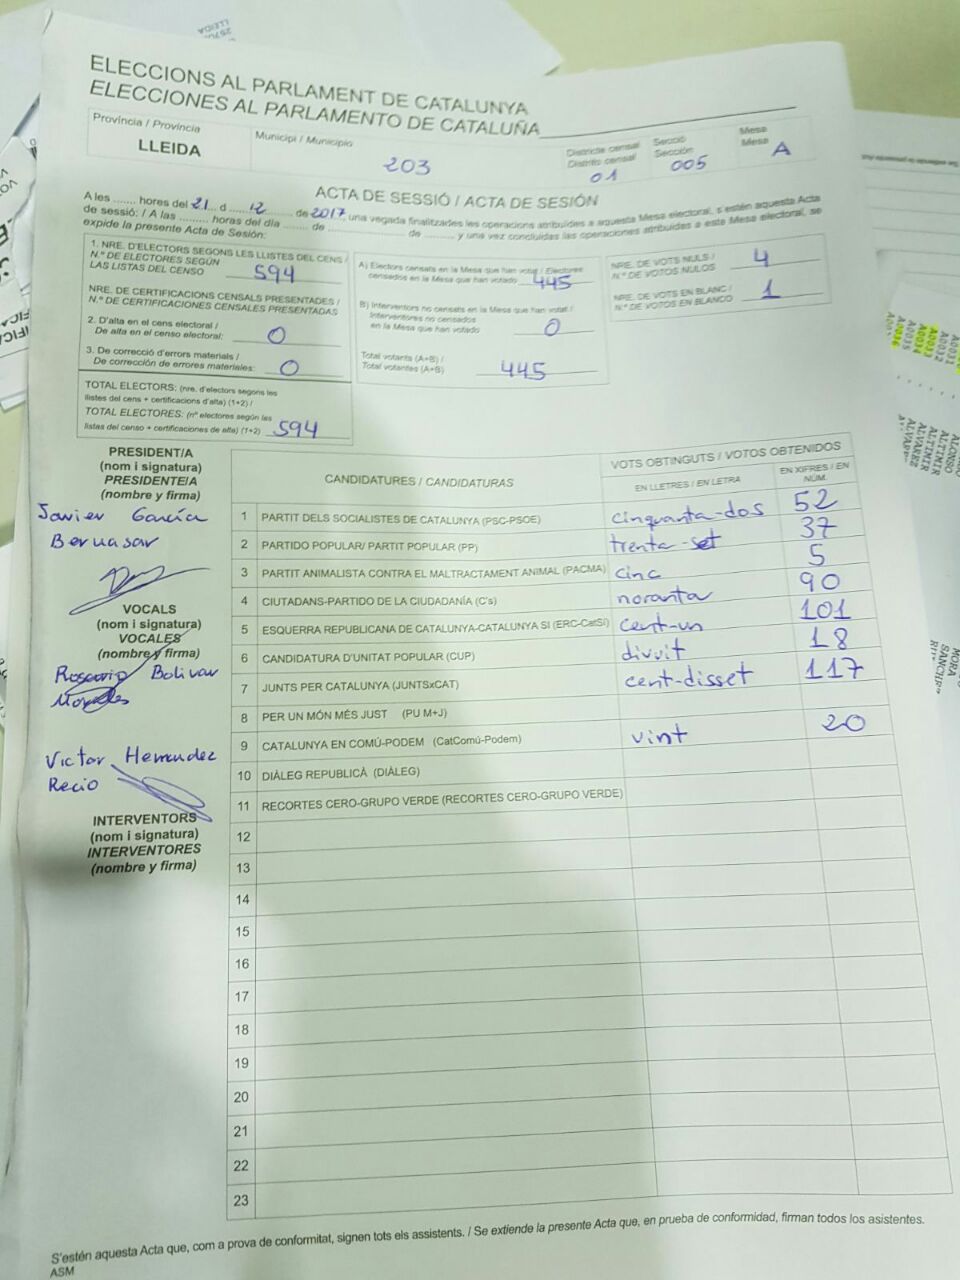 ELECCIONS AL PARLAMENT DE CATALUNYA
ELECCIONES AL PARLAMENTO DE CATALUÑA
Província / Provincia
LLEIDA
Municipi / Municipio
203
Districte censal
Distrito censal
01
Secció
Sección
005
Mesa
Mesa
A
ACTA DE SESSIÓ / ACTA DE SESIÓN
A les ....... hores del 21 d ...... 12 ...... de 2017, una vegada finalitzades les operacions atribuïdes a aquesta Mesa electoral, s'estén aquesta Acta
de sessió: / A las ......... horas del día ....... de .................... de ........ y una vez concluidas las operaciones atribuidas a este Mesa electoral, se
expide la presente Acta de Sesión:
1. NRE. D'ELECTORS SEGONS LES LLISTES DEL CENS /
N.º DE ELECTORES SEGÚN
LAS LISTAS DEL CENSO 594
NRE. DE CERTIFICACIONS CENSALS PRESENTADES /
N.º DE CERTIFICACIONES CENSALES PRESENTADAS
2. D'alta en el cens electoral /
De alta en el censo electoral: 0
3. De correcció d'errors materials /
De corrección de errores materiales: 0
TOTAL ELECTORS: (nre. d'electors segons les
llistes del cens + certificacions d'alta) (1+2) /
TOTAL ELECTORES: (nº electores según las
listas del censo + certificaciones de alta) (1+2) 594
A) Electors censats en la Mesa que han votat / Electores
censados en la Mesa que han votado 445
B) Interventors no censats en la Mesa que han votat /
Interventores no censados
en la Mesa que han votado 0
Total votants (A+B) /
Total votantes (A+B) 445
NRE. DE VOTS NULS /
N.º DE VOTOS NULOS 4
NRE. DE VOTS EN BLANC /
N.º DE VOTOS EN BLANCO 1
PRESIDENT/A
(nom i signatura)
PRESIDENTE/A
(nombre y firma)
Javier García
Bernasar
VOCALS
(nom i signatura)
VOCALES
(nombre y firma)
Rosario Bolivar
Morales
Victor Hernandez
Recio
INTERVENTORS
(nom i signatura)
INTERVENTORES
(nombre y firma)
CANDIDATURES / CANDIDATURAS
VOTS OBTINGUTS / VOTOS OBTENIDOS
EN LLETRES / EN LETRA
EN XIFRES / EN
NÚM.
1 PARTIT DELS SOCIALISTES DE CATALUNYA (PSC-PSOE) cinquanta-dos 52
2 PARTIDO POPULAR/ PARTIT POPULAR (PP) trenta-set 37
3 PARTIT ANIMALISTA CONTRA EL MALTRACTAMENT ANIMAL (PACMA) cinc 5
4 CIUTADANS-PARTIDO DE LA CIUDADANÍA (C's) noranta 90
5 ESQUERRA REPUBLICANA DE CATALUNYA-CATALUNYA SI (ERC-CatSí) cent-un 101
6 CANDIDATURA D'UNITAT POPULAR (CUP) divuit 18
7 JUNTS PER CATALUNYA (JUNTSxCAT) cent-disset 117
8 PER UN MÓN MÉS JUST (PU M+J)
9 CATALUNYA EN COMÚ-PODEM (CatComú-Podem) vint 20
10 DIÀLEG REPUBLICÀ (DIÀLEG)
11 RECORTES CERO-GRUPO VERDE (RECORTES CERO-GRUPO VERDE)
12
13
14
15
16
17
18
19
20
21
22
23
S'estén aquesta Acta que, com a prova de conformitat, signen tots els assistents. / Se extiende la presente Acta que, en prueba de conformidad, firman todos los asistentes.
ASM
LLEIDA
A0031
A0032
A0033
A0034
A0035
A0036
ALONSO
ALTIMIR
ALTIMIR
ALVAREZ
MORA